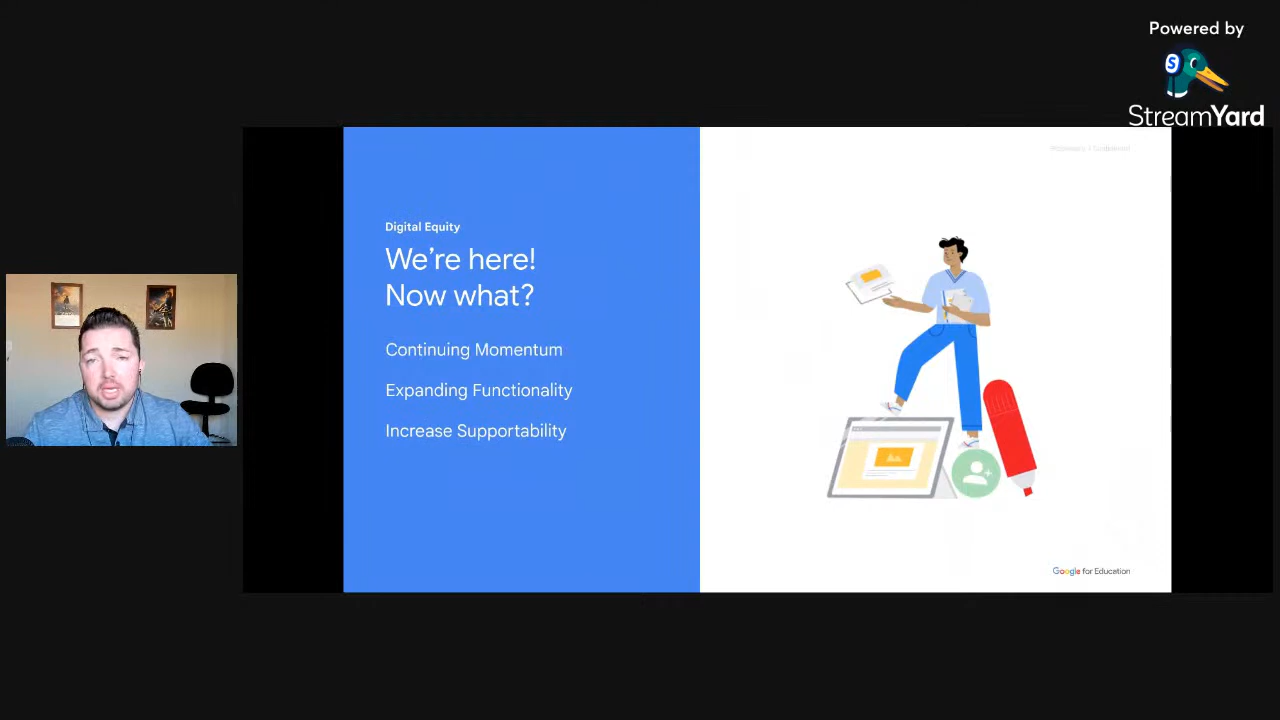 Powered by
StreamYard
Digital Equity
We’re here!
Now what?
Continuing Momentum
Expanding Functionality
Increase Supportability
Google for Education